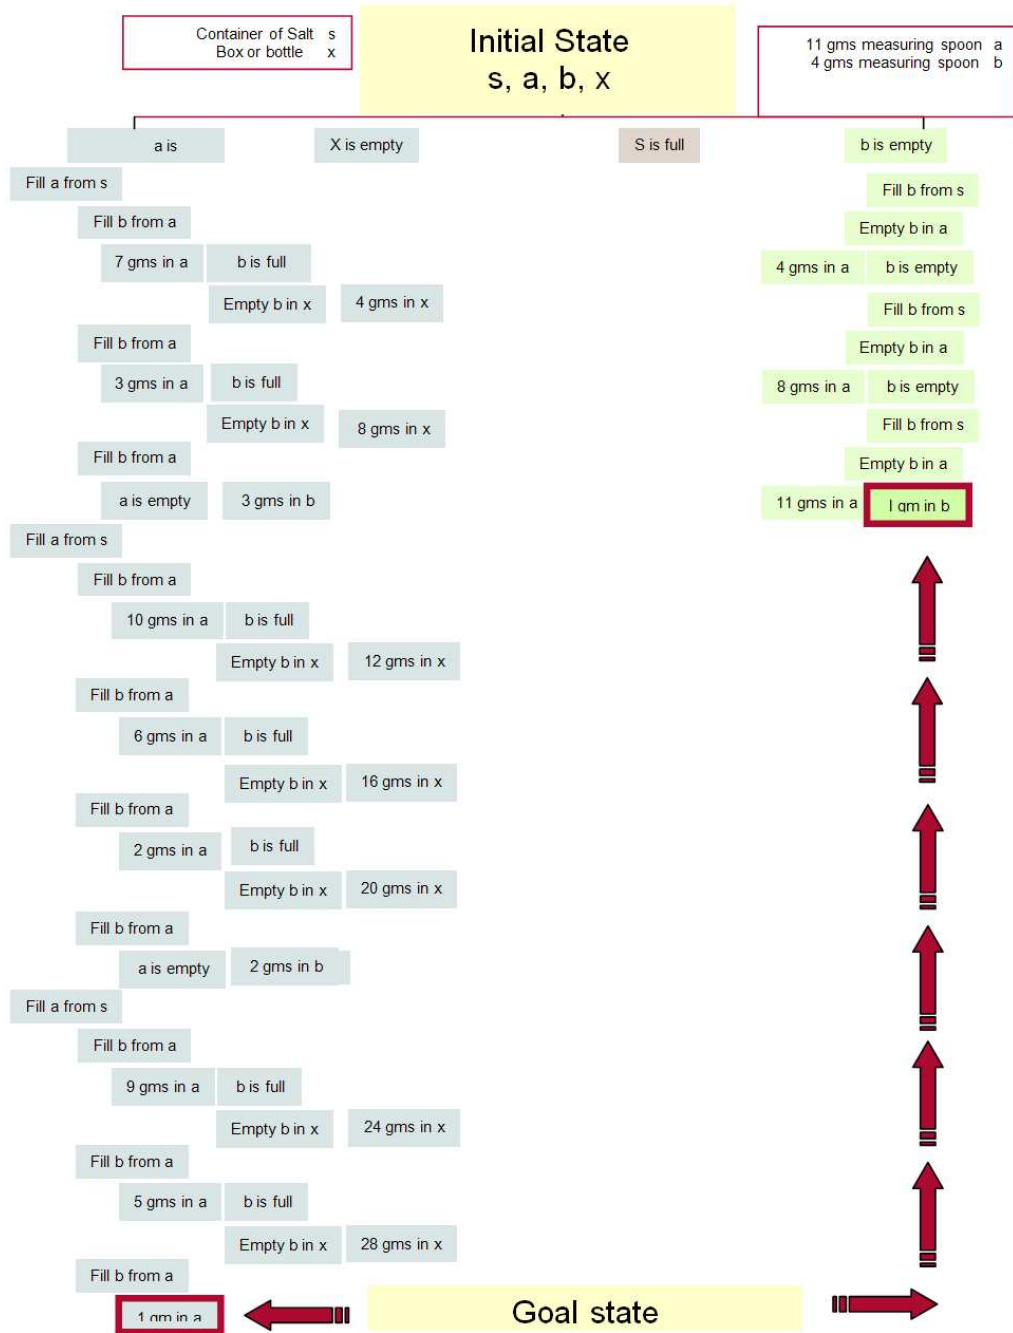 Container of Salt s
Box or bottle x
Initial State
s, a, b, x
11 gms measuring spoon a
4 gms measuring spoon b
a is
X is empty
S is full
b is empty
Fill a from s
Fill b from s
Fill b from a
Empty b in a
7 gms in a
b is full
4 gms in a
b is empty
Empty b in x
4 gms in x
Fill b from s
Fill b from a
Empty b in a
3 gms in a
b is full
8 gms in a
b is empty
Empty b in x
8 gms in x
Fill b from s
Fill b from a
Empty b in a
a is empty
3 gms in b
11 gms in a
I gm in b
Fill a from s
Fill b from a
10 gms in a
b is full
Empty b in x
12 gms in x
Fill b from a
6 gms in a
b is full
Empty b in x
16 gms in x
Fill b from a
2 gms in a
b is full
Empty b in x
20 gms in x
Fill b from a
a is empty
2 gms in b
Fill a from s
Fill b from a
9 gms in a
b is full
Empty b in x
24 gms in x
Fill b from a
5 gms in a
b is full
Empty b in x
28 gms in x
Fill b from a
1 gm in a
Goal state